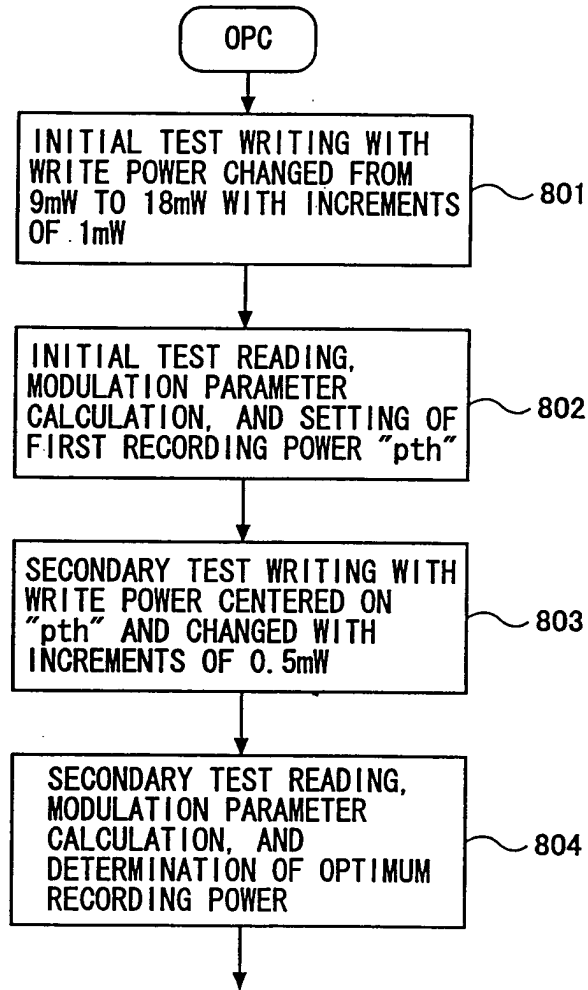 OPC
INITIAL TEST WRITING WITH
WRITE POWER CHANGED FROM
9mW TO 18mW WITH INCREMENTS
OF 1mW
801
INITIAL TEST READING,
MODULATION PARAMETER
CALCULATION, AND SETTING OF
FIRST RECORDING POWER "pth"
802
SECONDARY TEST WRITING WITH
WRITE POWER CENTERED ON
"pth" AND CHANGED WITH
INCREMENTS OF 0.5mW
803
SECONDARY TEST READING,
MODULATION PARAMETER
CALCULATION, AND
DETERMINATION OF OPTIMUM
RECORDING POWER
804